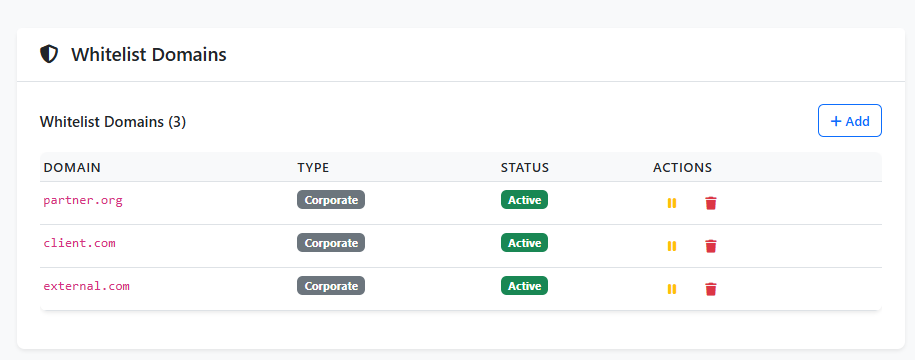 Whitelist Domains
Whitelist Domains (3)
+ Add
DOMAIN TYPE STATUS ACTIONS
partner.org Corporate Active
client.com Corporate Active
external.com Corporate Active